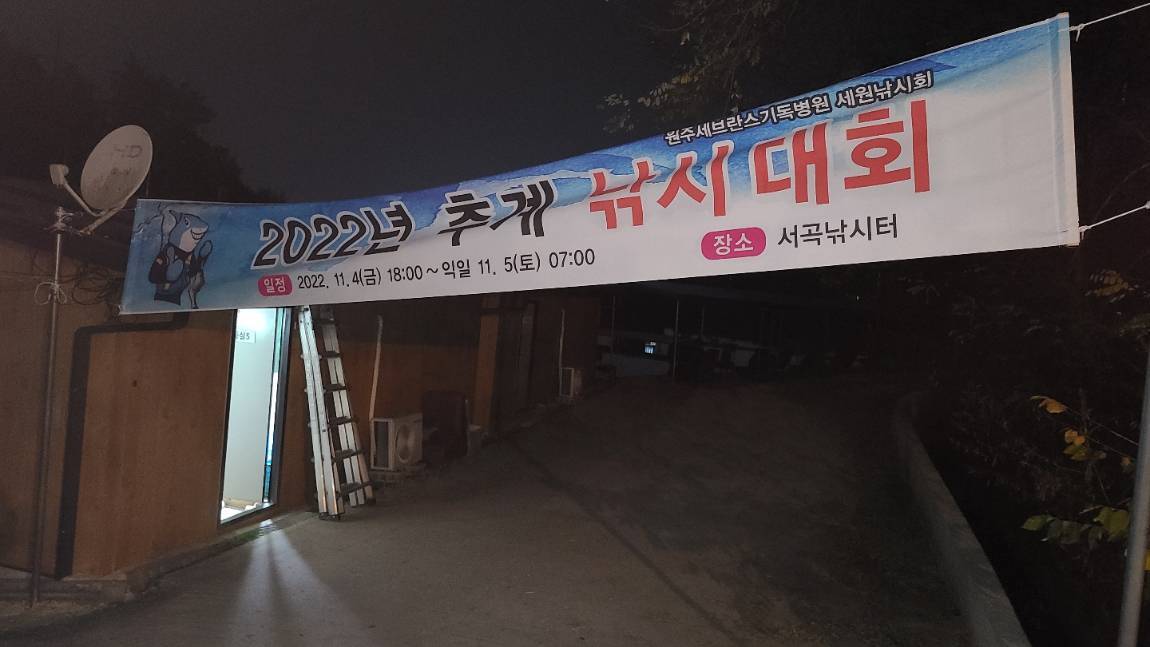 원주세브란스기독병원 세원낚시회
2022년 추계 낚시대회
일정 2022. 11. 4(금) 18:00 ~ 익일 11. 5(토) 07:00
장소 서곡낚시터
HD